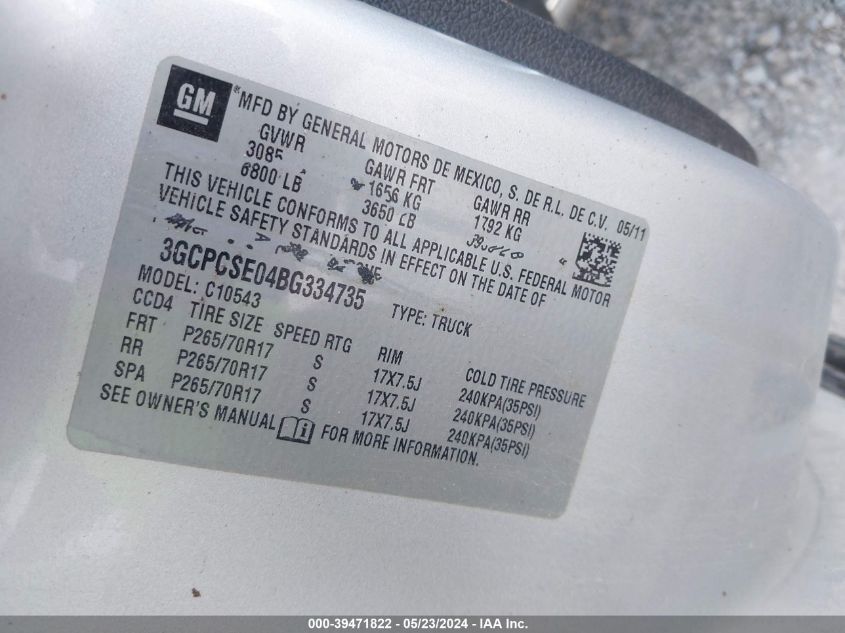 GM
MFD BY GENERAL MOTORS DE MEXICO, S. DE R.L. DE C.V. 05/11
GVWR GAWR FRT GAWR RR
3085 1656 KG 1792 KG
6800 LB 3650 LB
THIS VEHICLE CONFORMS TO ALL APPLICABLE U.S. FEDERAL MOTOR
VEHICLE SAFETY STANDARDS IN EFFECT ON THE DATE OF
3GCPCSE04BG334735 TYPE: TRUCK
MODEL: C10543
CCD4 TIRE SIZE SPEED RTG RIM COLD TIRE PRESSURE
FRT P265/70R17 S 17X7.5J 240KPA(35PSI)
RR P265/70R17 S 17X7.5J 240KPA(35PSI)
SPA P265/70R17 S 17X7.5J 240KPA(35PSI)
SEE OWNER'S MANUAL FOR MORE INFORMATION.
000-39471822 - 05/23/2024 - IAA Inc.